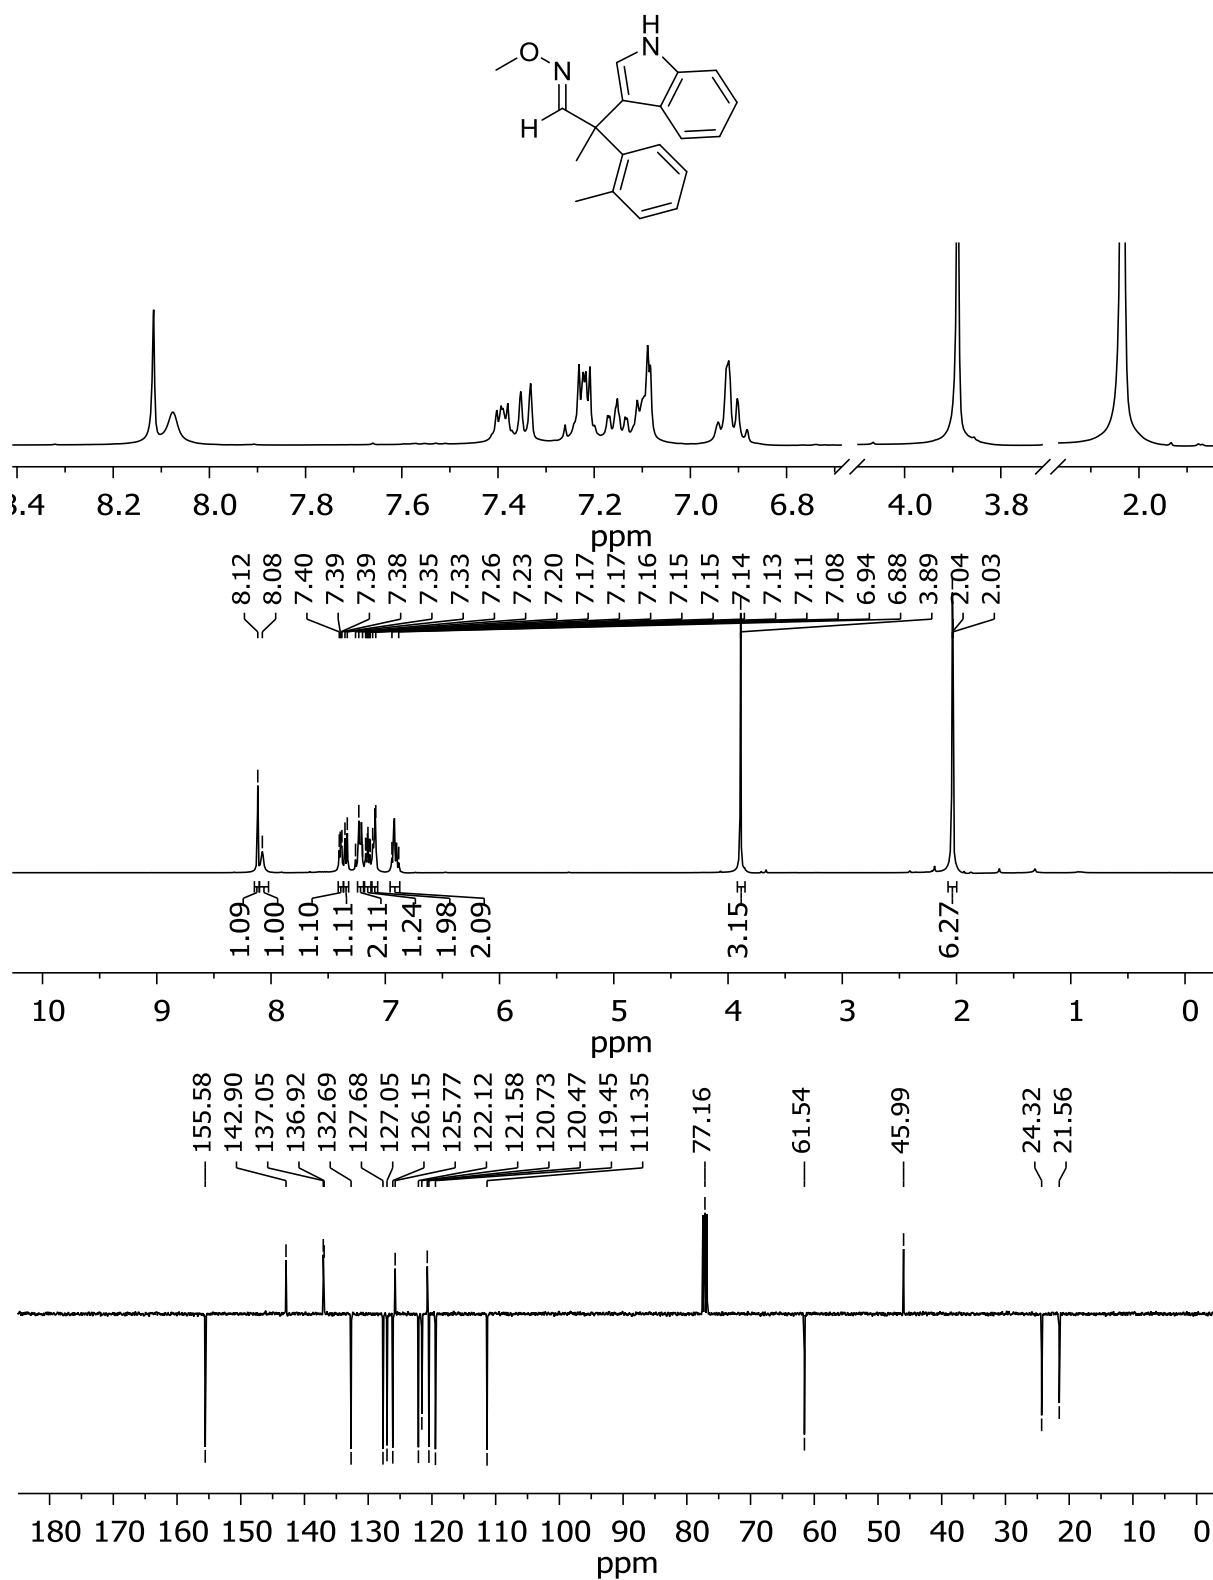 H
N
O
N
H
8.4 8.2 8.0 7.8 7.6 7.4 7.2 7.0 6.8 4.0 3.8 2.0
ppm
8.12 8.08 7.40 7.39 7.39 7.38 7.35 7.33 7.26 7.23 7.20 7.17 7.17 7.16 7.15 7.15 7.14 7.13 7.11 7.08 6.94 6.88 3.89 2.04 2.03
1.09 1.00 1.10 1.11 2.11 1.24 1.98 2.09 3.15 6.27
10 9 8 7 6 5 4 3 2 1 0
ppm
155.58 142.90 137.05 136.92 132.69 127.68 127.05 126.15 125.77 122.12 121.58 120.73 120.47 119.45 111.35 77.16 61.54 45.99 24.32 21.56
180 170 160 150 140 130 120 110 100 90 80 70 60 50 40 30 20 10 0
ppm